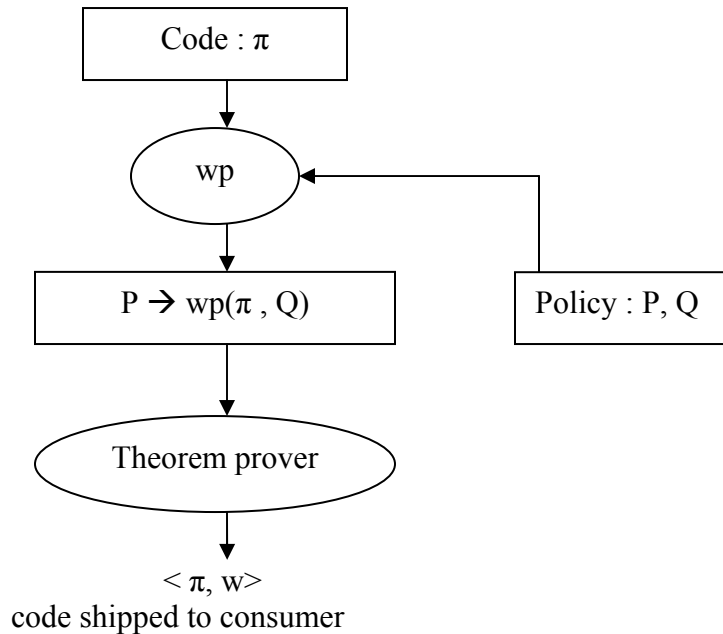 Code : π
wp
P → wp(π , Q)
Policy : P, Q
Theorem prover
< π, w>
code shipped to consumer